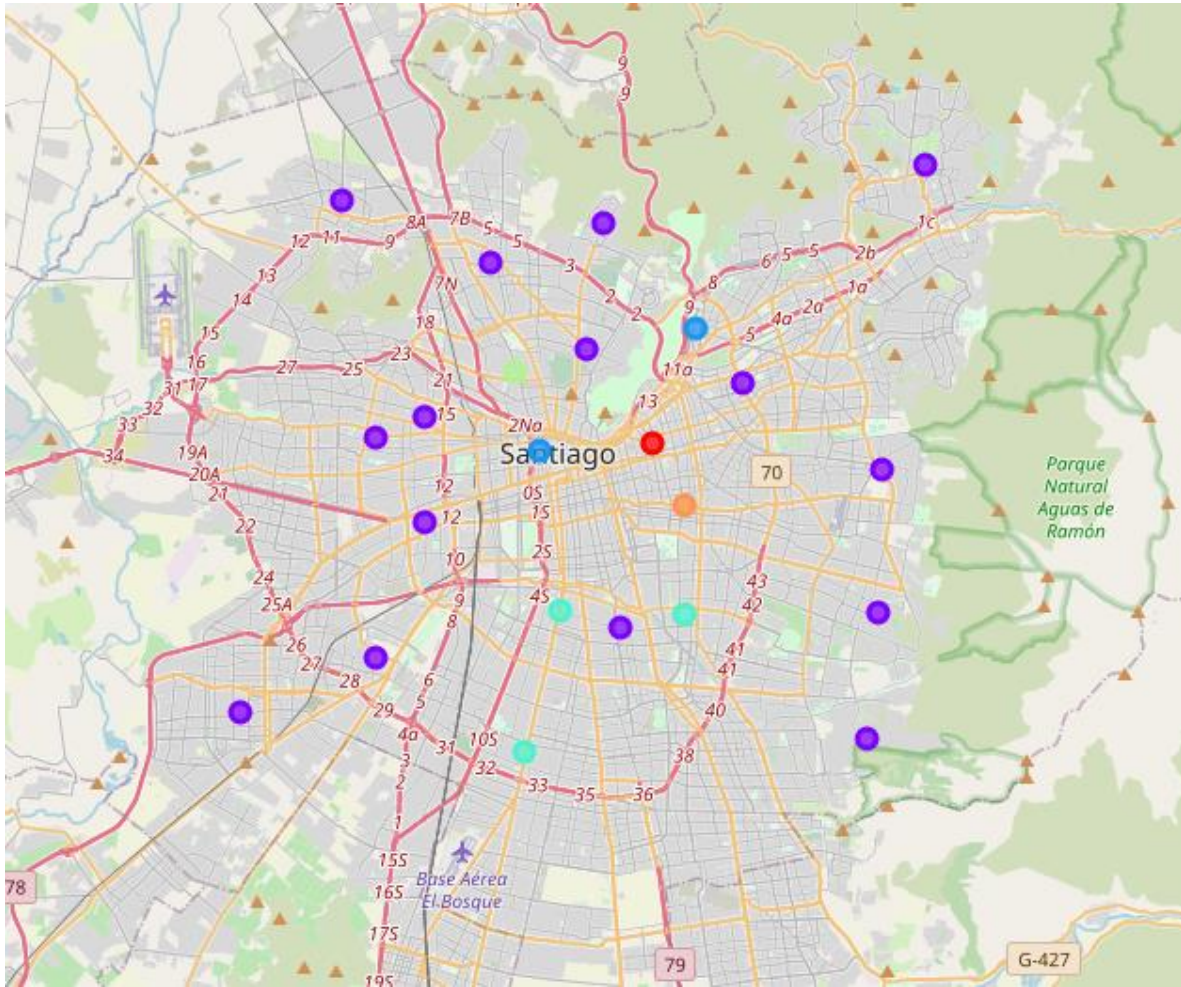 9
9
1c
8A
7B
5
5
12
11
9
3
2b
5
5
6
13
7N
8
1a
14
2
2
9
2a
4a
18
5
15
16
23
27
25
11a
31
17
21
32
13
15
33
2Na
34
Santiago
19A
20A
70
Parque
Natural
Aguas de
Ramón
12
0S
21
1S
12
22
2S
10
43
24
4S
9
42
25A
8
26
41
27
41
6
28
5
29
40
4a
10S
31
38
3
32
2
33
35
36
1
15S
Base Aérea
El Bosque
78
16S
17S
79
G-427
19S